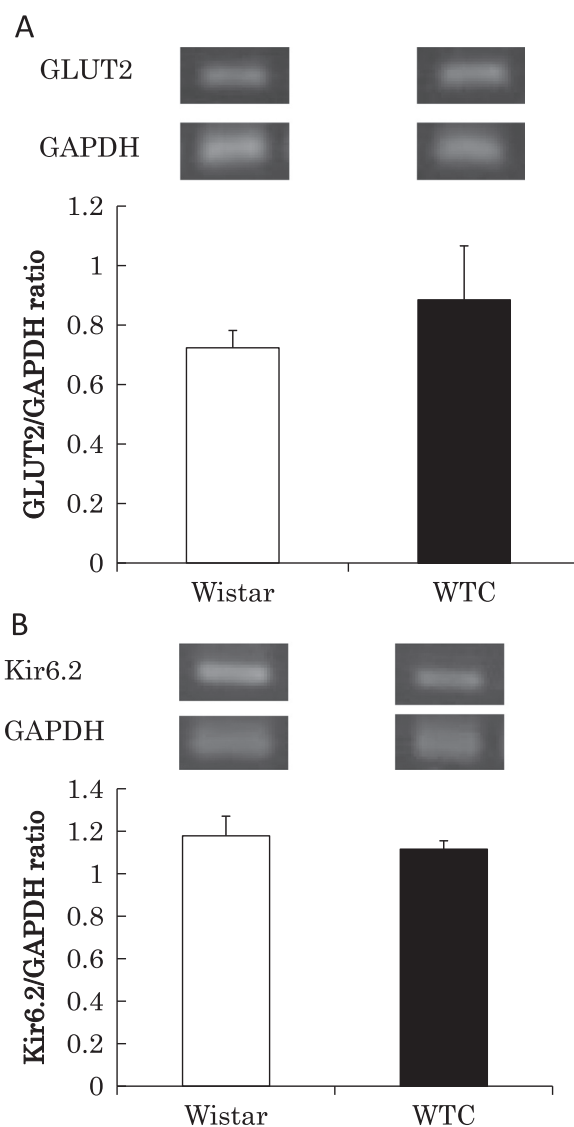 A
GLUT2
GAPDH
GLUT2/GAPDH ratio
1.2
1
0.8
0.6
0.4
0.2
0
Wistar WTC
B
Kir6.2
GAPDH
Kir6.2/GAPDH ratio
1.4
1.2
1
0.8
0.6
0.4
0.2
0
Wistar WTC